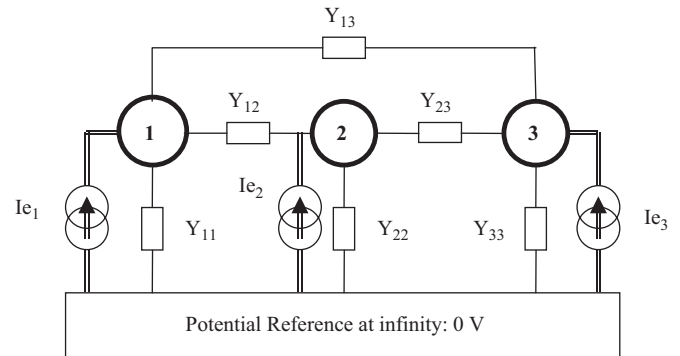 Y₁₃
Y₁₂
Y₂₃
1
2
3
Ie₁
Ie₂
Ie₃
Y₁₁
Y₂₂
Y₃₃
Potential Reference at infinity: 0 V